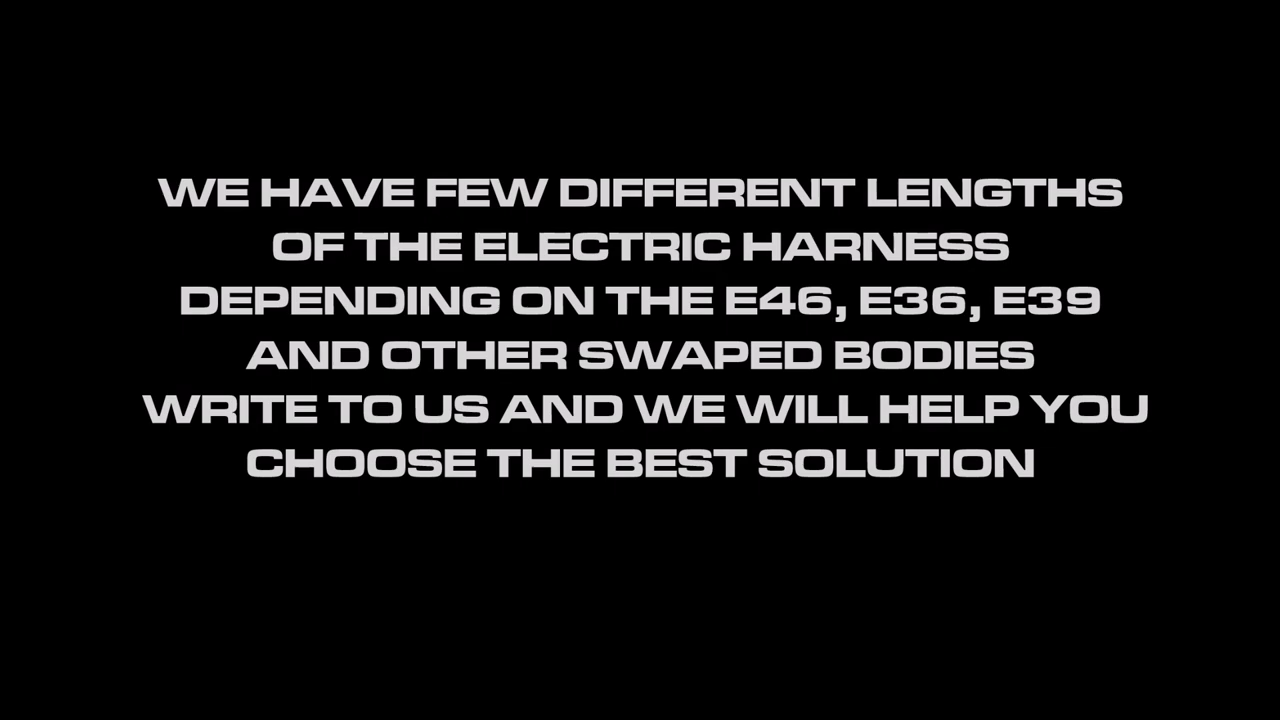 WE HAVE FEW DIFFERENT LENGTHS
OF THE ELECTRIC HARNESS
DEPENDING ON THE E46, E36, E39
AND OTHER SWAPED BODIES
WRITE TO US AND WE WILL HELP YOU
CHOOSE THE BEST SOLUTION